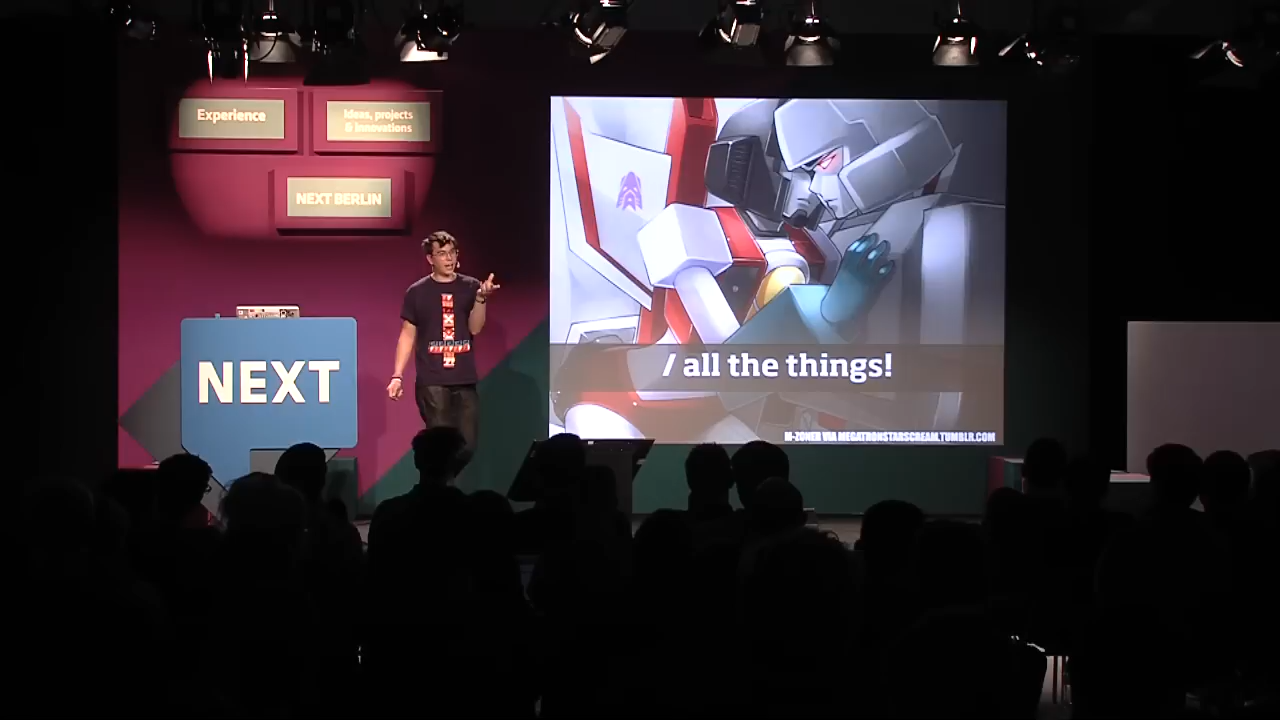 Experience
Ideas, projects
& innovations
NEXT BERLIN
NEXT
/ all the things!
M-ZONER VIA MEGATRONSTARSCREAM.TUMBLR.COM